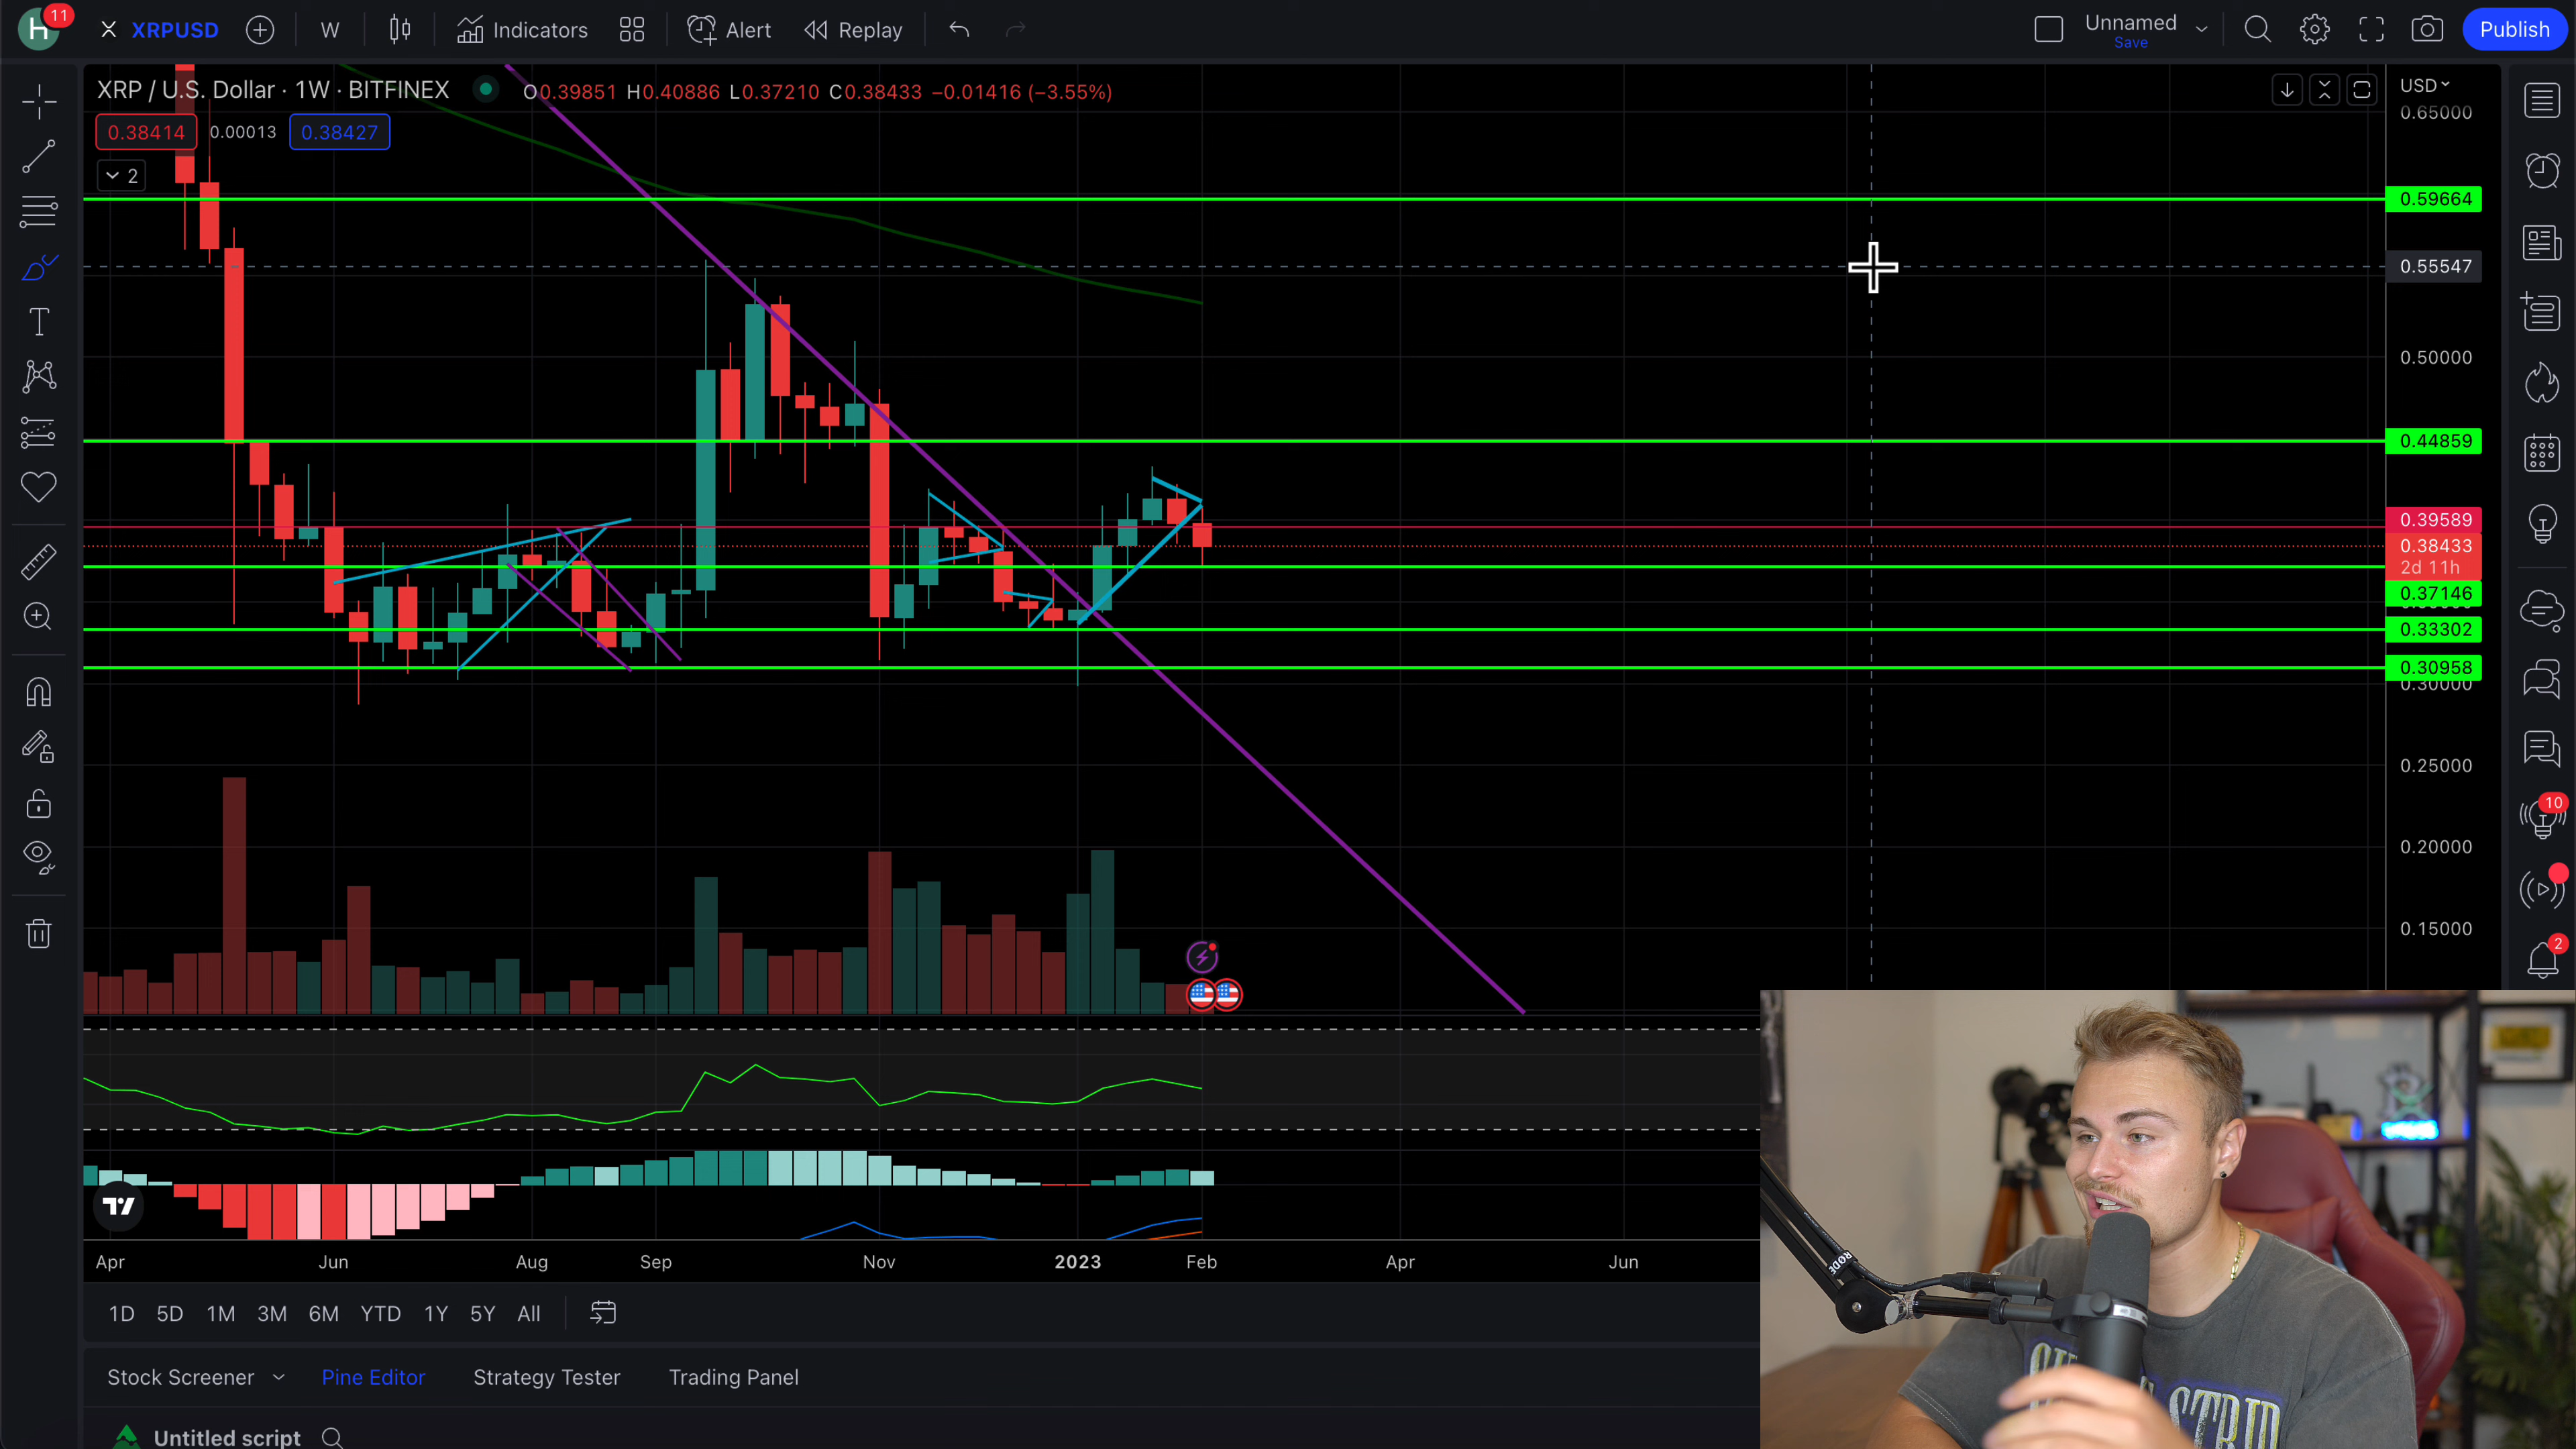 H 11 XRPUSD W Indicators Alert Replay Unnamed Save Publish
XRP / U.S. Dollar · 1W · BITFINEX O0.39851 H0.40886 L0.37210 C0.38433 −0.01416 (−3.55%)
0.38414 0.00013 0.38427
2
USD
0.65000
0.59664
0.55547
0.50000
0.44859
0.39589
0.38433
2d 11h
0.37146
0.33302
0.30958
0.30000
0.25000
0.20000
0.15000
10
2
Apr Jun Aug Sep Nov 2023 Feb Apr Jun
1D 5D 1M 3M 6M YTD 1Y 5Y All
Stock Screener Pine Editor Strategy Tester Trading Panel
Untitled script
RODE